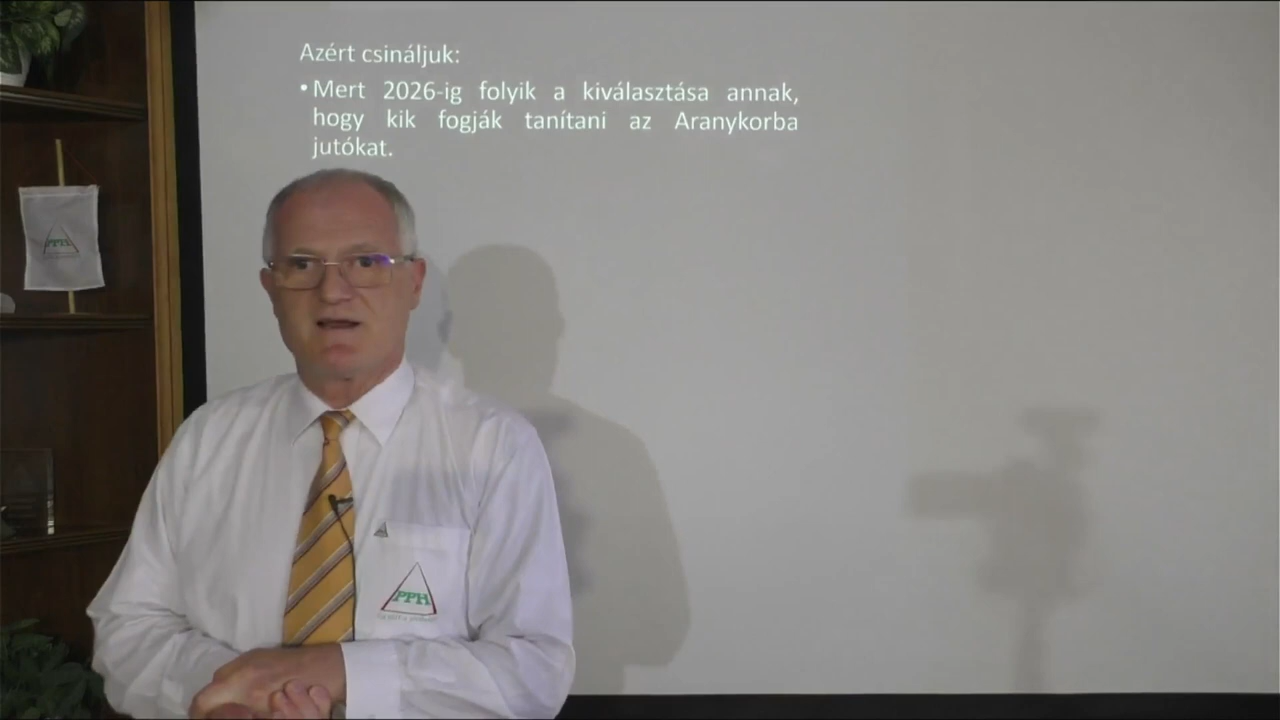 Azért csináljuk:
• Mert 2026-ig folyik a kiválasztása annak,
hogy kik fogják tanítani az Aranykorba
jutókat.
PPH
PPH